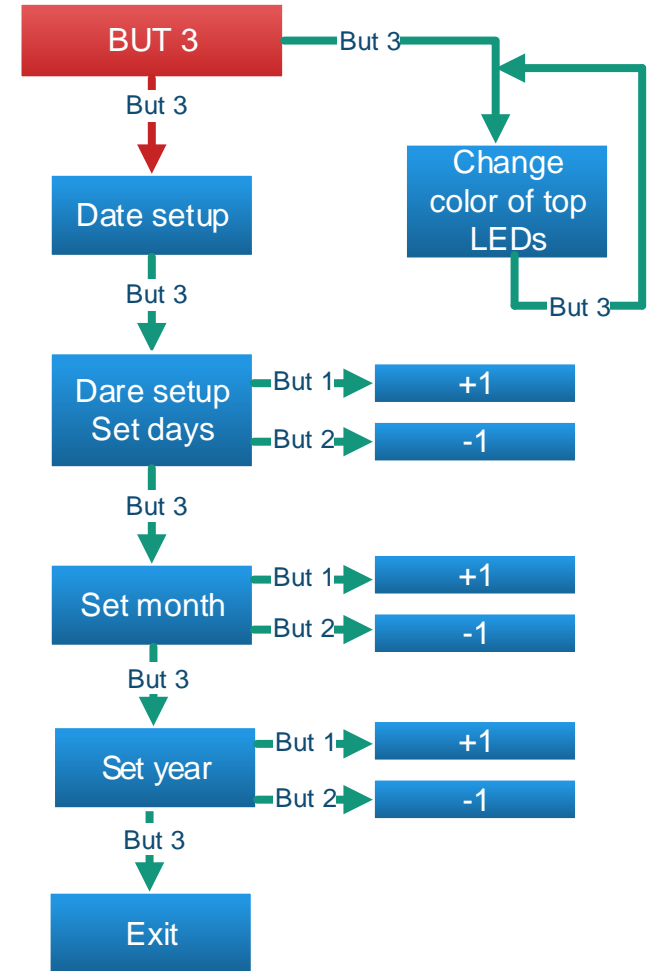 BUT 3
But 3
But 3
Change
color of top
LEDs
Date setup
But 3
But 3
Dare setup
Set days
But 1
+1
But 2
-1
But 3
Set month
But 1
+1
But 2
-1
But 3
Set year
But 1
+1
But 2
-1
But 3
Exit